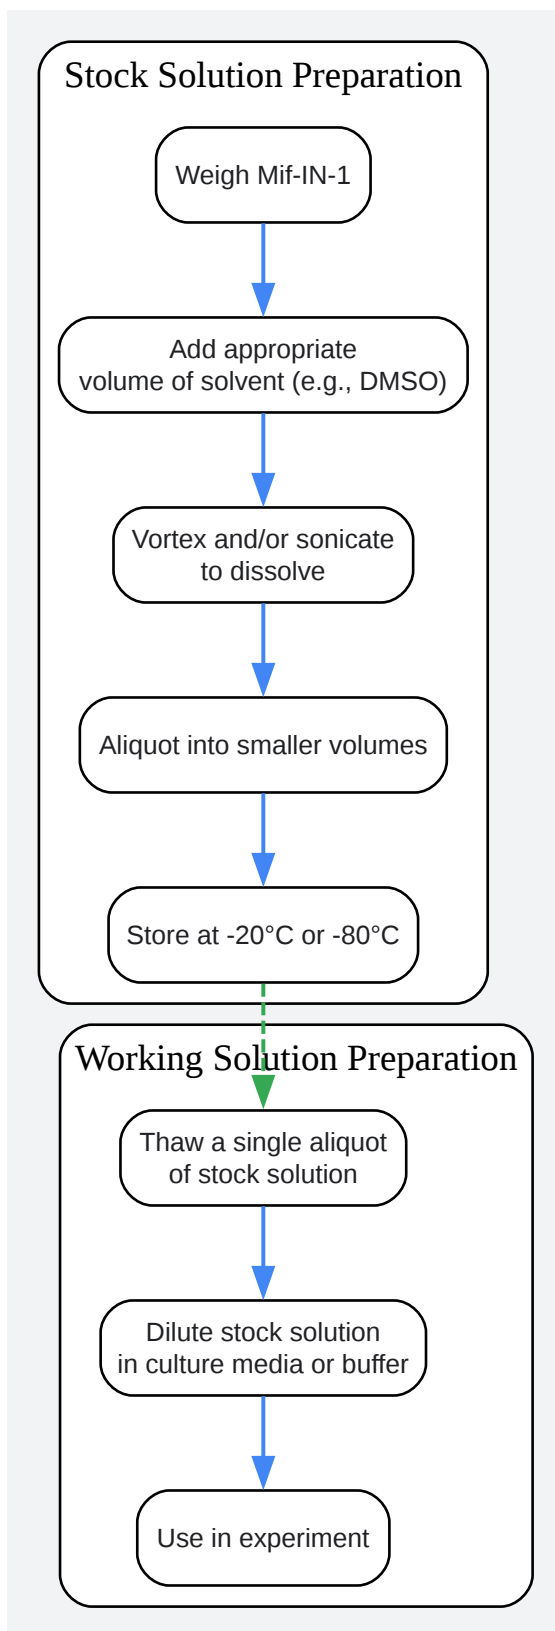 Stock Solution Preparation
Weigh Mif-IN-1
Add appropriate
volume of solvent (e.g., DMSO)
Vortex and/or sonicate
to dissolve
Aliquot into smaller volumes
Store at -20°C or -80°C
Working Solution Preparation
Thaw a single aliquot
of stock solution
Dilute stock solution
in culture media or buffer
Use in experiment